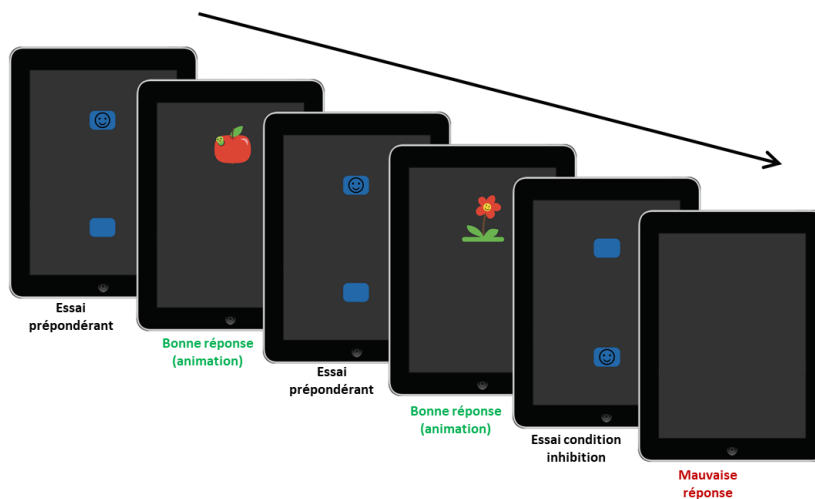 Essai
prépondérant
Bonne réponse
(animation)
Essai
prépondérant
Bonne réponse
(animation)
Essai condition
inhibition
Mauvaise
réponse